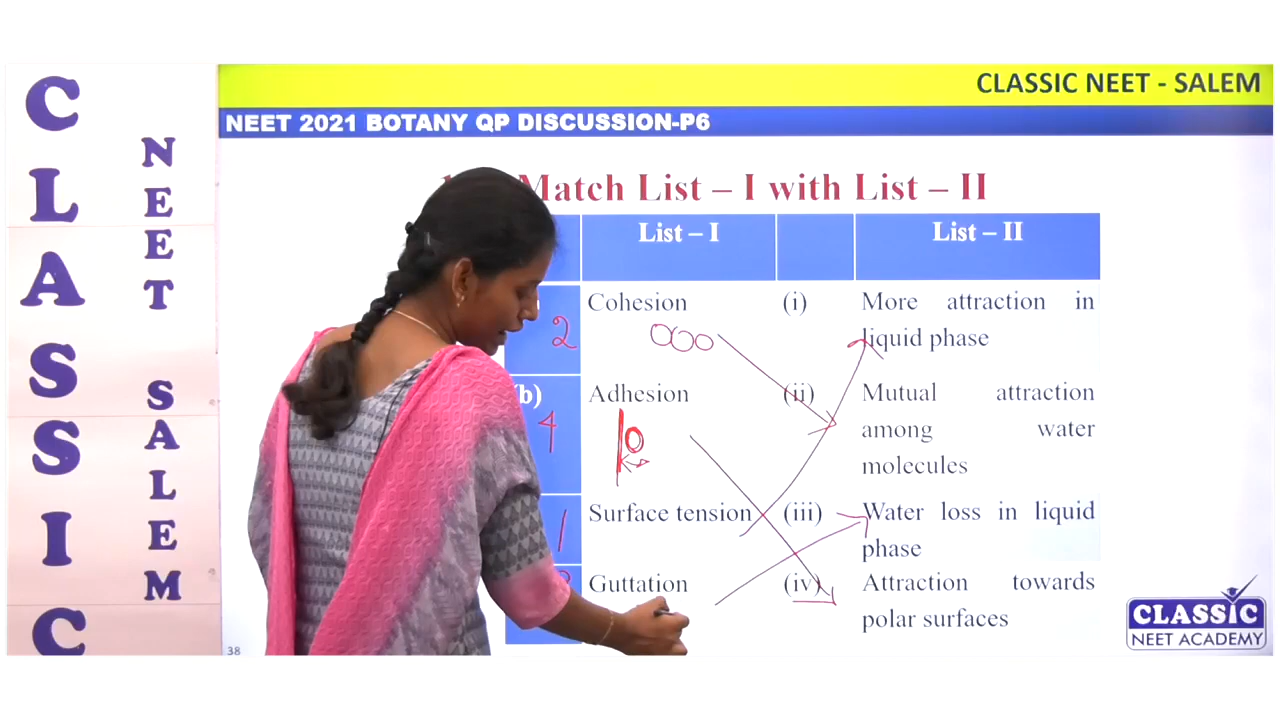 CLASSIC
NEET SALEM
CLASSIC NEET - SALEM
NEET 2021 BOTANY QP DISCUSSION-P6
Match List – I with List – II
List – I List – II
2 Cohesion (i) More attraction in
liquid phase
(b) Adhesion (ii) Mutual attraction
4 among water
molecules
1 Surface tension (iii) Water loss in liquid
phase
Guttation (iv) Attraction towards
polar surfaces
38
CLASSIC
NEET ACADEMY